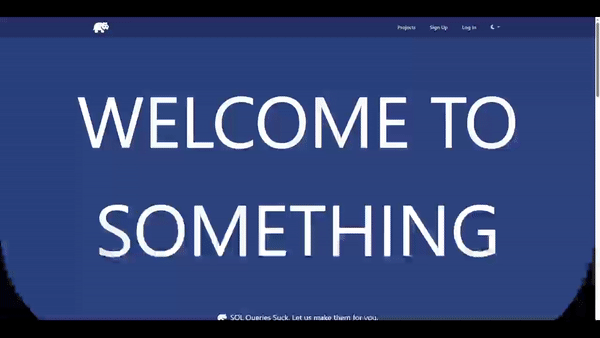 Projects Sign Up Log in
WELCOME TO
SOMETHING
SQL Queries Suck. Let us make them for you.